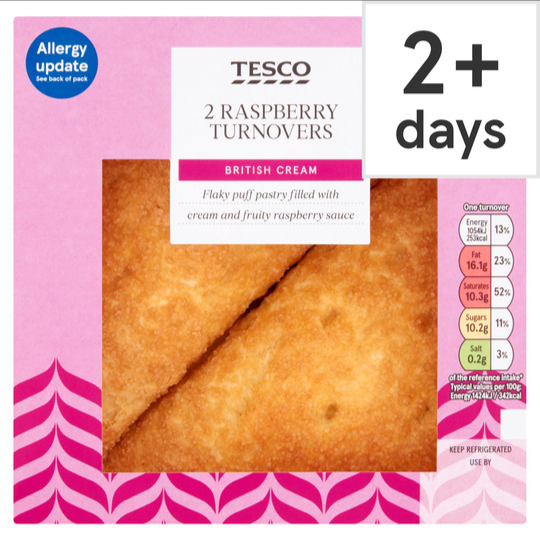 Allergy
update
See back of pack
TESCO
2 RASPBERRY
TURNOVERS
BRITISH CREAM
Flaky puff pastry filled with
cream and fruity raspberry sauce
2+
days
One turnover
Energy
1054kJ
253kcal
13%
Fat
16.1g
23%
Saturates
10.3g
52%
Sugars
10.2g
11%
Salt
0.2g
3%
of the reference intake*
Typical values per 100g:
Energy 1424kJ/342kcal
KEEP REFRIGERATED
USE BY